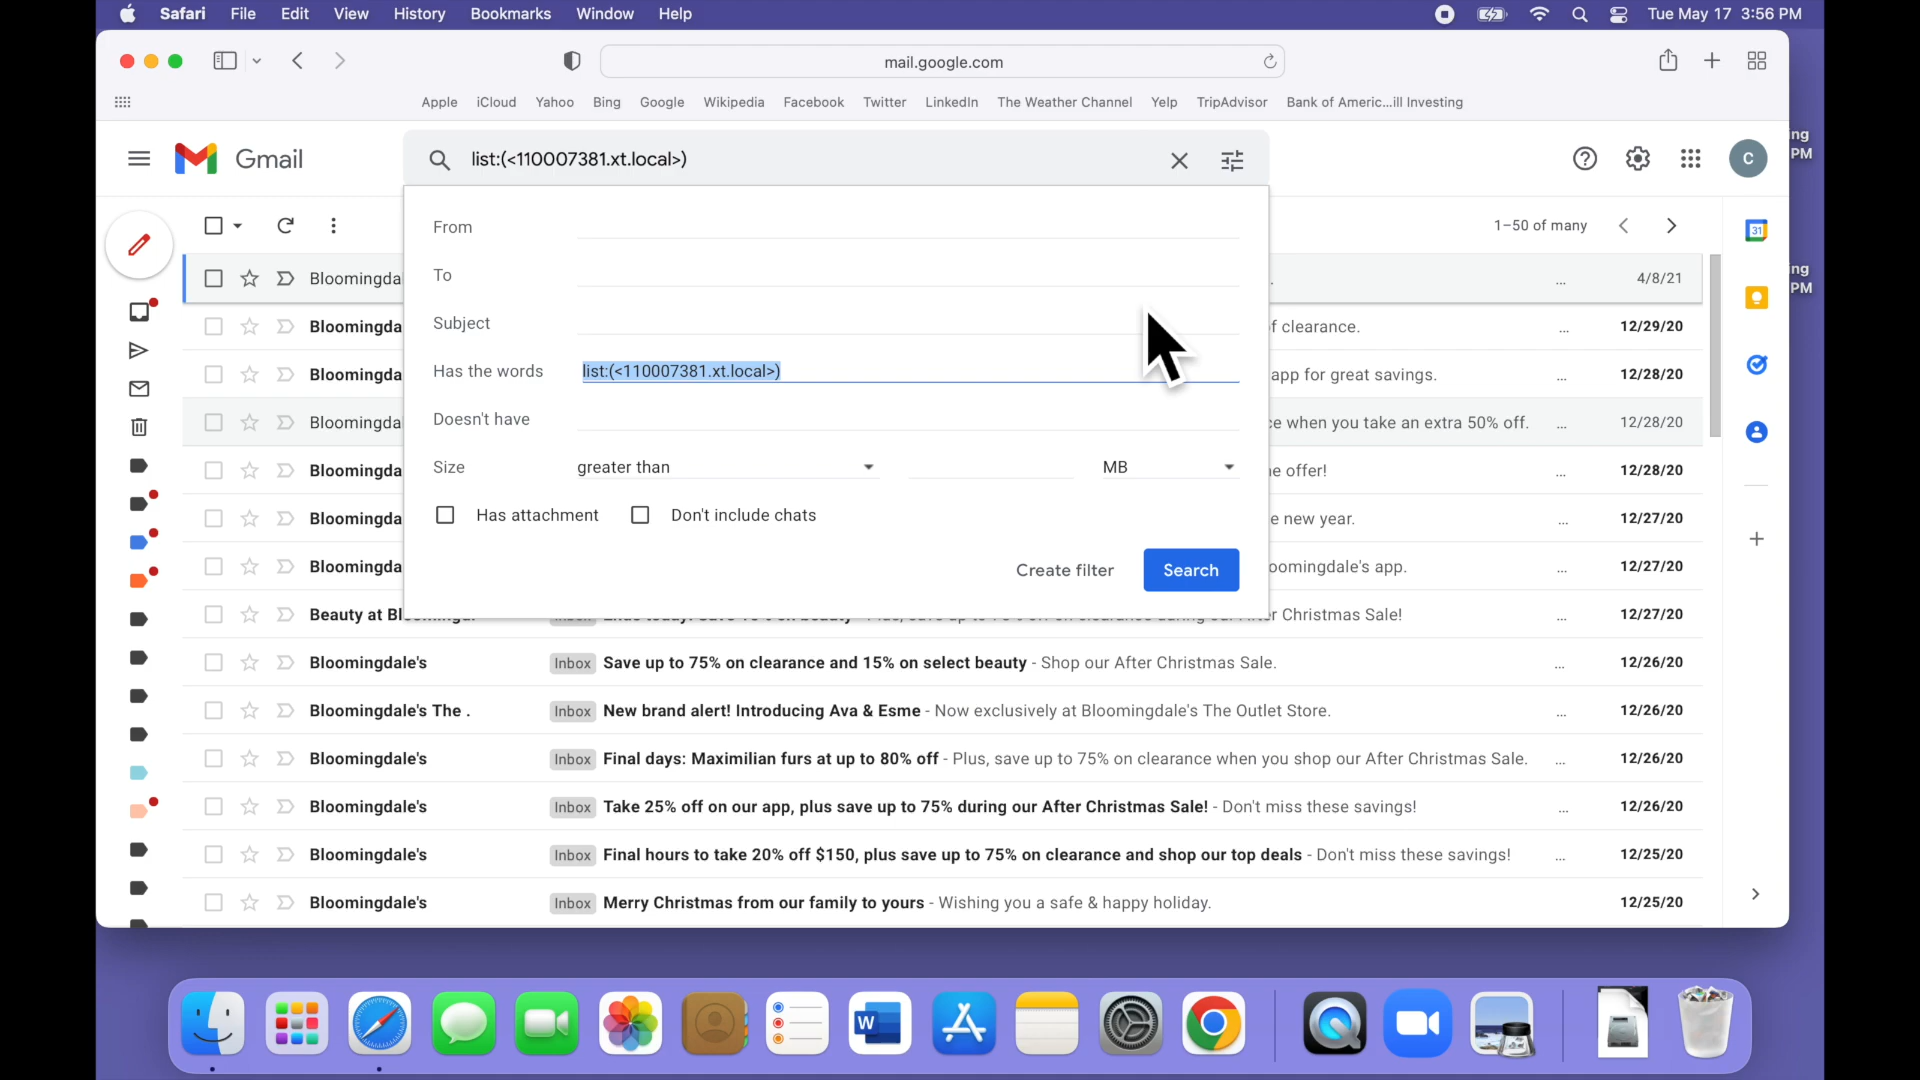 Safari File Edit View History Bookmarks Window Help Tue May 17 3:56 PM
mail.google.com
Apple iCloud Yahoo Bing Google Wikipedia Facebook Twitter LinkedIn The Weather Channel Yelp TripAdvisor Bank of Americ...ill Investing
ing
PM
Gmail list:(<110007381.xt.local>) C
1–50 of many
31
From
To
Subject
Has the words list:(<110007381.xt.local>)
Doesn't have
Size greater than MB
Has attachment Don't include chats
Create filter Search
ing
PM
Bloomingda . ... 4/8/21
Bloomingda f clearance. ... 12/29/20
Bloomingda app for great savings. ... 12/28/20
Bloomingda e when you take an extra 50% off. ... 12/28/20
Bloomingda e offer! ... 12/28/20
Bloomingda e new year. ... 12/27/20
Bloomingda oomingdale's app. ... 12/27/20
Beauty at Bl r Christmas Sale! ... 12/27/20
Bloomingdale's Inbox Save up to 75% on clearance and 15% on select beauty - Shop our After Christmas Sale. ... 12/26/20
Bloomingdale's The . Inbox New brand alert! Introducing Ava & Esme - Now exclusively at Bloomingdale's The Outlet Store. ... 12/26/20
Bloomingdale's Inbox Final days: Maximilian furs at up to 80% off - Plus, save up to 75% on clearance when you shop our After Christmas Sale. ... 12/26/20
Bloomingdale's Inbox Take 25% off on our app, plus save up to 75% during our After Christmas Sale! - Don't miss these savings! ... 12/26/20
Bloomingdale's Inbox Final hours to take 20% off $150, plus save up to 75% on clearance and shop our top deals - Don't miss these savings! ... 12/25/20
Bloomingdale's Inbox Merry Christmas from our family to yours - Wishing you a safe & happy holiday. 12/25/20
W